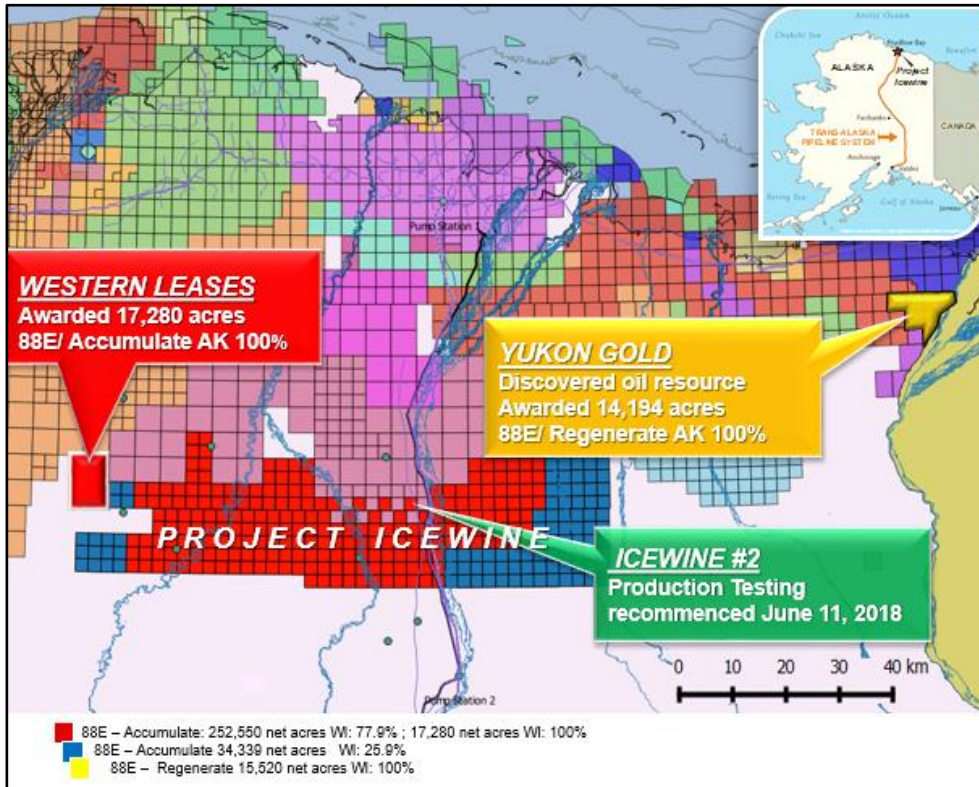 Arctic Ocean
Chukchi Sea
Prudhoe Bay
Beaufort
ALASKA
Project
Icewine
Fairbanks
TRANS-ALASKA
PIPELINE SYSTEM
CANADA
Anchorage
Valdez
Bering Sea
Gulf of Alaska
Juneau
Pump Station 1
WESTERN LEASES
Awarded 17,280 acres
88E/ Accumulate AK 100%
YUKON GOLD
Discovered oil resource
Awarded 14,194 acres
88E/ Regenerate AK 100%
PROJECT ICEWINE
ICEWINE #2
Production Testing
recommenced June 11, 2018
0 10 20 30 40 km
Pump Station 2
88E – Accumulate: 252,550 net acres WI: 77.9% ; 17,280 net acres WI: 100%
88E – Accumulate 34,339 net acres WI: 25.9%
88E – Regenerate 15,520 net acres WI: 100%